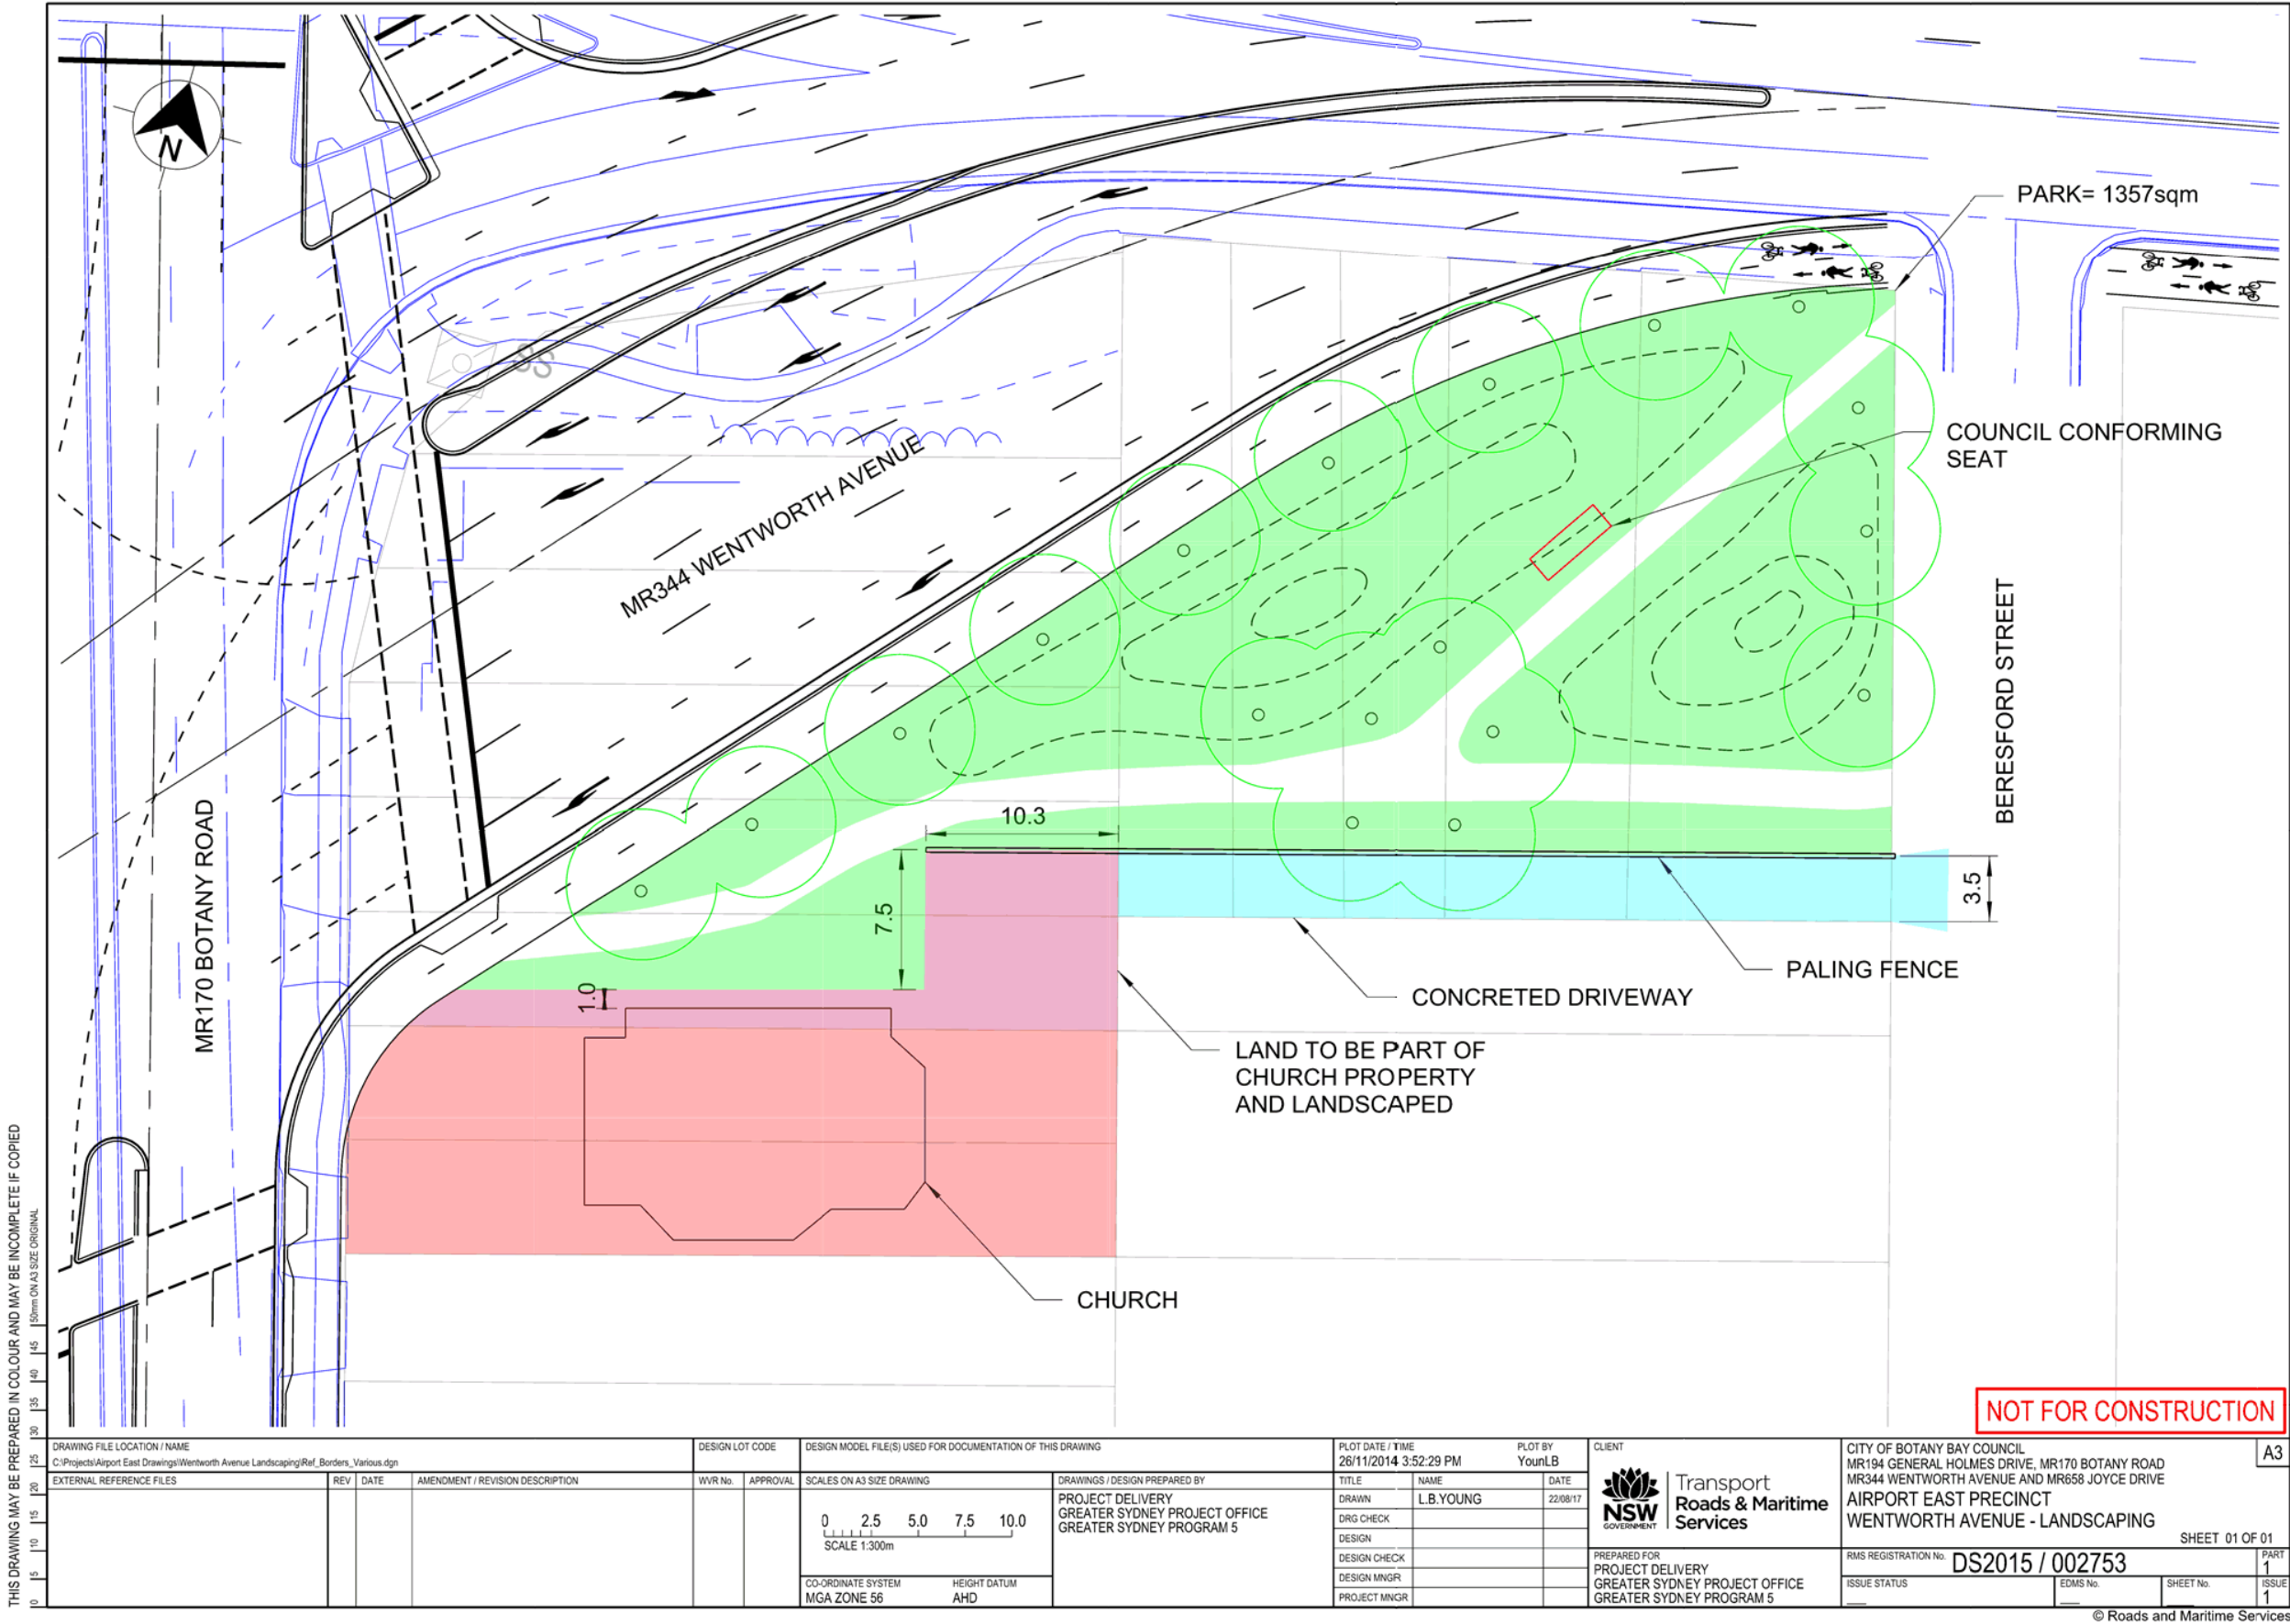 N
SS
PARK= 1357sqm
COUNCIL CONFORMING
SEAT
MR344 WENTWORTH AVENUE
BERESFORD STREET
MR170 BOTANY ROAD
10.3
7.5
3.5
1.0
PALING FENCE
CONCRETED DRIVEWAY
LAND TO BE PART OF
CHURCH PROPERTY
AND LANDSCAPED
CHURCH
NOT FOR CONSTRUCTION
THIS DRAWING MAY BE PREPARED IN COLOUR AND MAY BE INCOMPLETE IF COPIED
0 5 10 15 20 25 30 35 40 45 50mm ON A3 SIZE ORIGINAL
DRAWING FILE LOCATION / NAME
C:\Projects\Airport East Drawings\Wentworth Avenue Landscaping\Ref_Borders_Various.dgn
DESIGN LOT CODE
DESIGN MODEL FILE(S) USED FOR DOCUMENTATION OF THIS DRAWING
EXTERNAL REFERENCE FILES
REV DATE AMENDMENT / REVISION DESCRIPTION
WVR No. APPROVAL
SCALES ON A3 SIZE DRAWING
0 2.5 5.0 7.5 10.0
SCALE 1:300m
CO-ORDINATE SYSTEM
MGA ZONE 56
HEIGHT DATUM
AHD
DRAWINGS / DESIGN PREPARED BY
PROJECT DELIVERY
GREATER SYDNEY PROJECT OFFICE
GREATER SYDNEY PROGRAM 5
PLOT DATE / TIME PLOT BY
26/11/2014 3:52:29 PM YounLB
TITLE NAME DATE
DRAWN L.B.YOUNG 22/08/17
DRG CHECK
DESIGN
DESIGN CHECK
DESIGN MNGR
PROJECT MNGR
CLIENT
NSW
GOVERNMENT
Transport
Roads & Maritime
Services
PREPARED FOR
PROJECT DELIVERY
GREATER SYDNEY PROJECT OFFICE
GREATER SYDNEY PROGRAM 5
CITY OF BOTANY BAY COUNCIL
MR194 GENERAL HOLMES DRIVE, MR170 BOTANY ROAD
MR344 WENTWORTH AVENUE AND MR658 JOYCE DRIVE
AIRPORT EAST PRECINCT
WENTWORTH AVENUE - LANDSCAPING
A3
SHEET 01 OF 01
RMS REGISTRATION No. DS2015 / 002753
PART
1
ISSUE STATUS
EDMS No.
SHEET No.
ISSUE
1
© Roads and Maritime Services